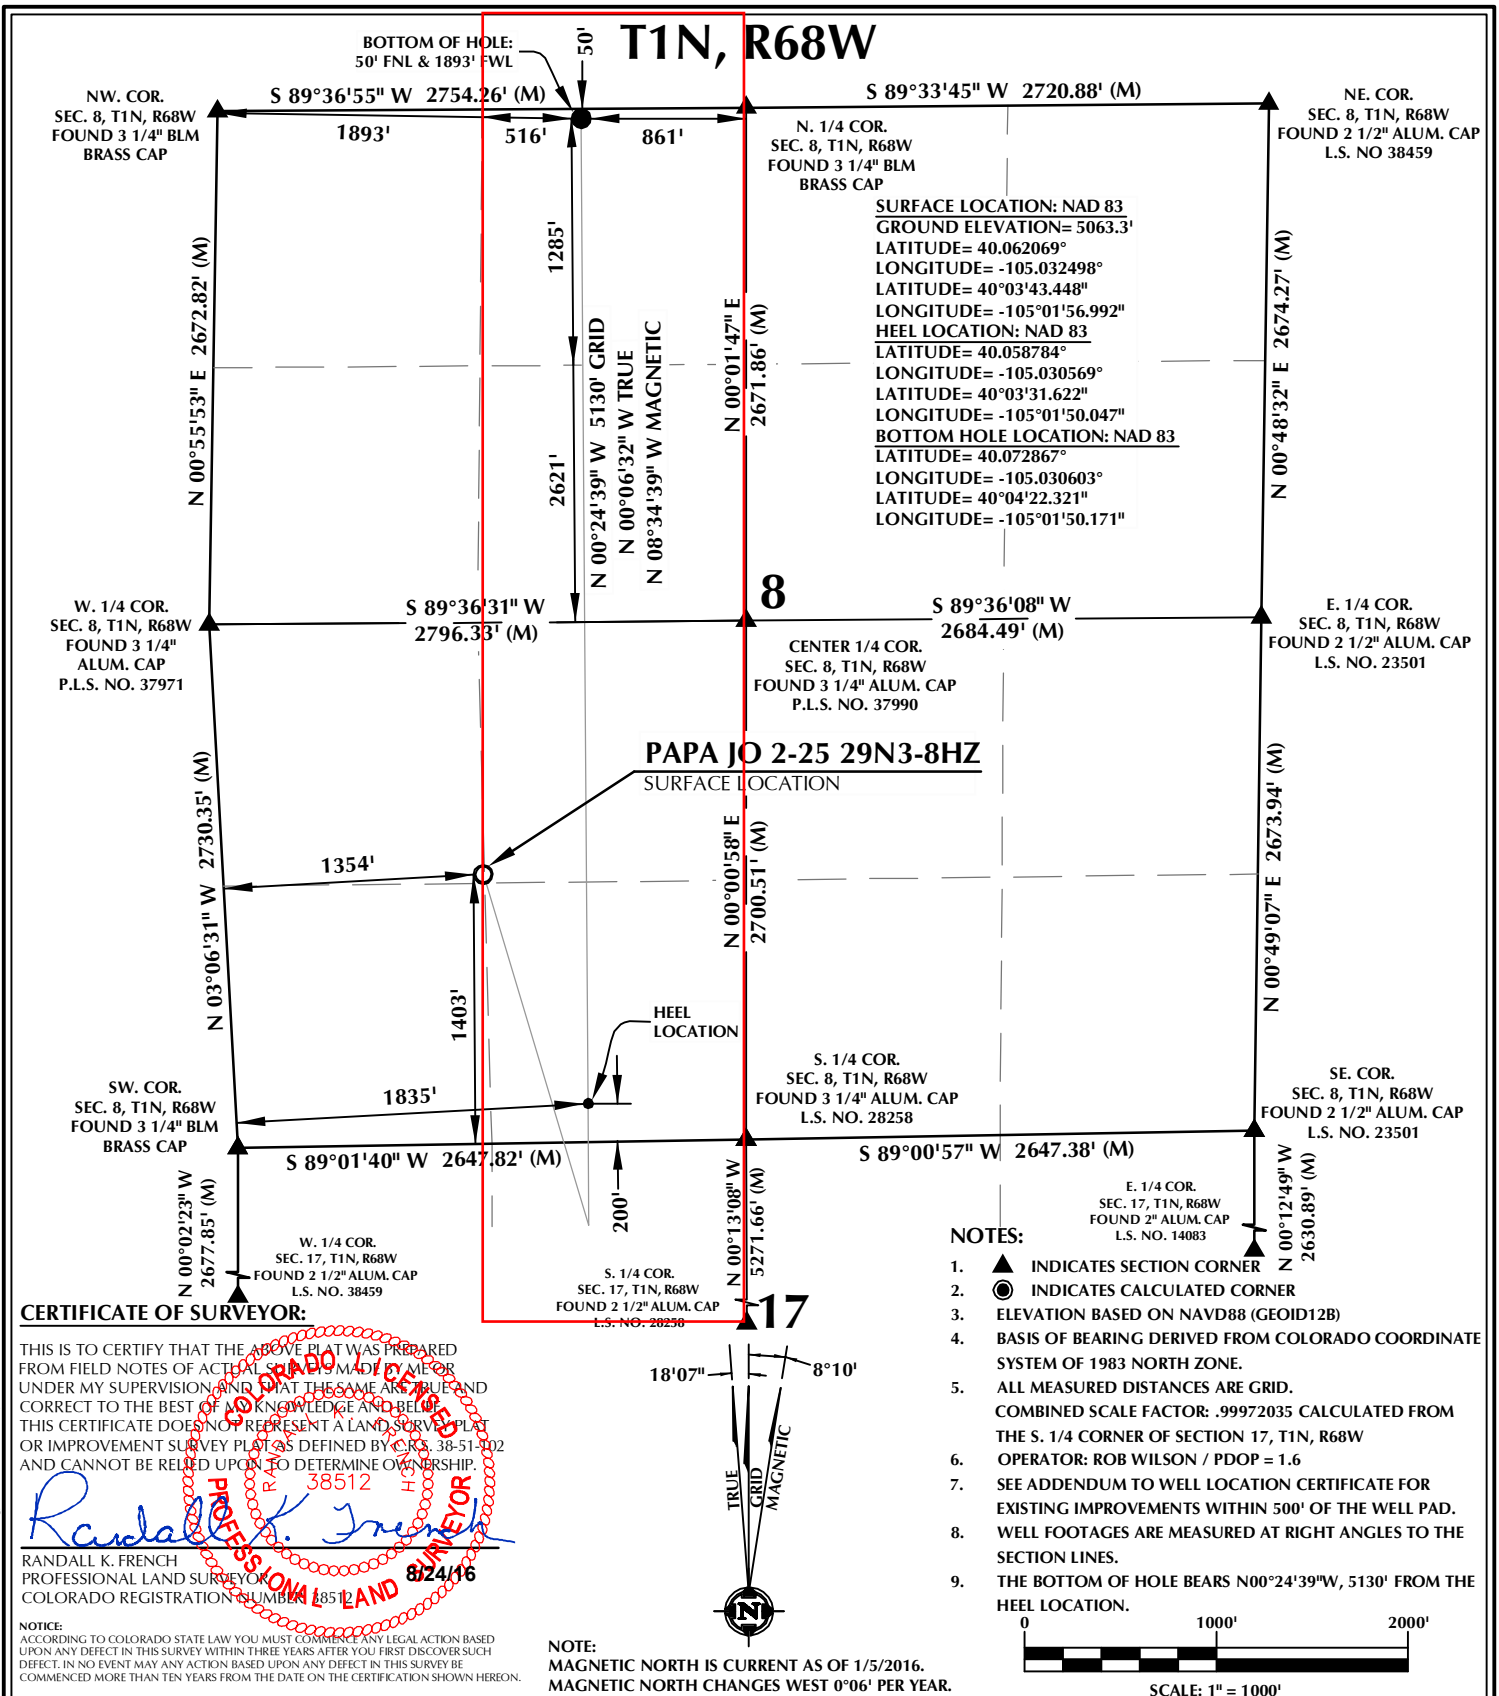 T1N, R68W
BOTTOM OF HOLE:
50' FNL & 1893' FWL
50'
S 89°36'55" W 2754.26' (M)
S 89°33'45" W 2720.88' (M)
NW. COR.
SEC. 8, T1N, R68W
FOUND 3 1/4" BLM
BRASS CAP
1893'
516'
861'
N. 1/4 COR.
SEC. 8, T1N, R68W
FOUND 3 1/4" BLM
BRASS CAP
NE. COR.
SEC. 8, T1N, R68W
FOUND 2 1/2" ALUM. CAP
L.S. NO 38459
SURFACE LOCATION: NAD 83
GROUND ELEVATION= 5063.3'
LATITUDE= 40.062069°
LONGITUDE= -105.032498°
LATITUDE= 40°03'43.448"
LONGITUDE= -105°01'56.992"
HEEL LOCATION: NAD 83
LATITUDE= 40.058784°
LONGITUDE= -105.030569°
LATITUDE= 40°03'31.622"
LONGITUDE= -105°01'50.047"
BOTTOM HOLE LOCATION: NAD 83
LATITUDE= 40.072867°
LONGITUDE= -105.030603°
LATITUDE= 40°04'22.321"
LONGITUDE= -105°01'50.171"
N 00°55'53" E 2672.82' (M)
1285'
2621'
N 00°24'39" W 5130' GRID
N 00°06'32" W TRUE
N 08°34'39" W MAGNETIC
N 00°01'47" E
2671.86' (M)
N 00°48'32" E 2674.27' (M)
W. 1/4 COR.
SEC. 8, T1N, R68W
FOUND 3 1/4"
ALUM. CAP
P.L.S. NO. 37971
S 89°36'31" W
2796.33' (M)
8
S 89°36'08" W
2684.49' (M)
CENTER 1/4 COR.
SEC. 8, T1N, R68W
FOUND 3 1/4" ALUM. CAP
P.L.S. NO. 37990
E. 1/4 COR.
SEC. 8, T1N, R68W
FOUND 2 1/2" ALUM. CAP
L.S. NO. 23501
PAPA JO 2-25 29N3-8HZ
SURFACE LOCATION
N 03°06'31" W 2730.35' (M)
1354'
1403'
N 00°00'58" E
2700.51' (M)
N 00°49'07" E 2673.94' (M)
HEEL
LOCATION
SW. COR.
SEC. 8, T1N, R68W
FOUND 3 1/4" BLM
BRASS CAP
1835'
S. 1/4 COR.
SEC. 8, T1N, R68W
FOUND 3 1/4" ALUM. CAP
L.S. NO. 28258
SE. COR.
SEC. 8, T1N, R68W
FOUND 2 1/2" ALUM. CAP
L.S. NO. 23501
S 89°01'40" W 2647.82' (M)
S 89°00'57" W 2647.38' (M)
200'
N 00°02'23" W
2677.85' (M)
N 00°13'08" W
5271.66' (M)
N 00°12'49" W
2630.89' (M)
W. 1/4 COR.
SEC. 17, T1N, R68W
FOUND 2 1/2" ALUM. CAP
L.S. NO. 38459
S. 1/4 COR.
SEC. 17, T1N, R68W
FOUND 2 1/2" ALUM. CAP
L.S. NO. 28258
17
E. 1/4 COR.
SEC. 17, T1N, R68W
FOUND 2" ALUM. CAP
L.S. NO. 14083
NOTES:
1. INDICATES SECTION CORNER
2. INDICATES CALCULATED CORNER
3. ELEVATION BASED ON NAVD88 (GEOID12B)
4. BASIS OF BEARING DERIVED FROM COLORADO COORDINATE
SYSTEM OF 1983 NORTH ZONE.
5. ALL MEASURED DISTANCES ARE GRID.
COMBINED SCALE FACTOR: .99972035 CALCULATED FROM
THE S. 1/4 CORNER OF SECTION 17, T1N, R68W
6. OPERATOR: ROB WILSON / PDOP = 1.6
7. SEE ADDENDUM TO WELL LOCATION CERTIFICATE FOR
EXISTING IMPROVEMENTS WITHIN 500' OF THE WELL PAD.
8. WELL FOOTAGES ARE MEASURED AT RIGHT ANGLES TO THE
SECTION LINES.
9. THE BOTTOM OF HOLE BEARS N00°24'39"W, 5130' FROM THE
HEEL LOCATION.
0 1000' 2000'
SCALE: 1" = 1000'
CERTIFICATE OF SURVEYOR:
THIS IS TO CERTIFY THAT THE ABOVE PLAT WAS PREPARED
FROM FIELD NOTES OF ACTUAL SURVEYS MADE BY ME OR
UNDER MY SUPERVISION AND THAT THE SAME ARE TRUE AND
CORRECT TO THE BEST OF MY KNOWLEDGE AND BELIEF.
THIS CERTIFICATE DOES NOT REPRESENT A LAND SURVEY PLAT
OR IMPROVEMENT SURVEY PLAT AS DEFINED BY C.R.S. 38-51-102
AND CANNOT BE RELIED UPON TO DETERMINE OWNERSHIP.
COLORADO LICENSED
RANDALL K. FRENCH
38512
PROFESSIONAL LAND SURVEYOR
Randall K. French
8/24/16
RANDALL K. FRENCH
PROFESSIONAL LAND SURVEYOR
COLORADO REGISTRATION NUMBER 38512
NOTICE:
ACCORDING TO COLORADO STATE LAW YOU MUST COMMENCE ANY LEGAL ACTION BASED
UPON ANY DEFECT IN THIS SURVEY WITHIN THREE YEARS AFTER YOU FIRST DISCOVER SUCH
DEFECT. IN NO EVENT MAY ANY ACTION BASED UPON ANY DEFECT IN THIS SURVEY BE
COMMENCED MORE THAN TEN YEARS FROM THE DATE ON THE CERTIFICATION SHOWN HEREON.
18'07"
8°10'
TRUE
GRID
MAGNETIC
N
NOTE:
MAGNETIC NORTH IS CURRENT AS OF 1/5/2016.
MAGNETIC NORTH CHANGES WEST 0°06' PER YEAR.